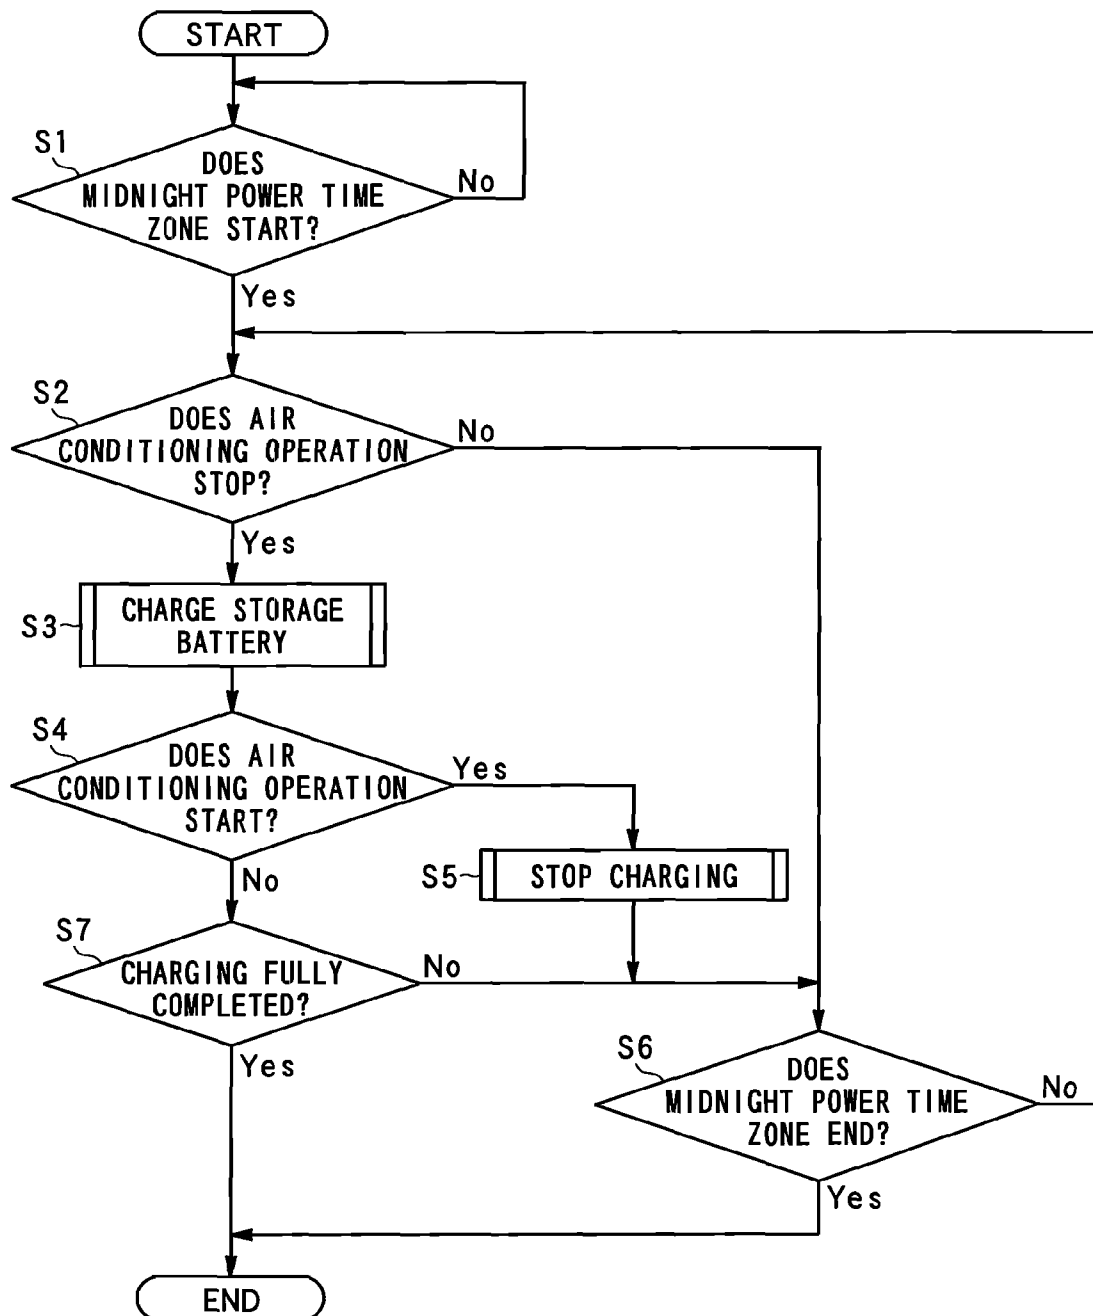 START
S1
DOES
MIDNIGHT POWER TIME
ZONE START?
No
Yes
S2
DOES AIR
CONDITIONING OPERATION
STOP?
No
Yes
S3
CHARGE STORAGE
BATTERY
S4
DOES AIR
CONDITIONING OPERATION
START?
Yes
No
S5
STOP CHARGING
S7
CHARGING FULLY
COMPLETED?
No
Yes
S6
DOES
MIDNIGHT POWER TIME
ZONE END?
No
Yes
END